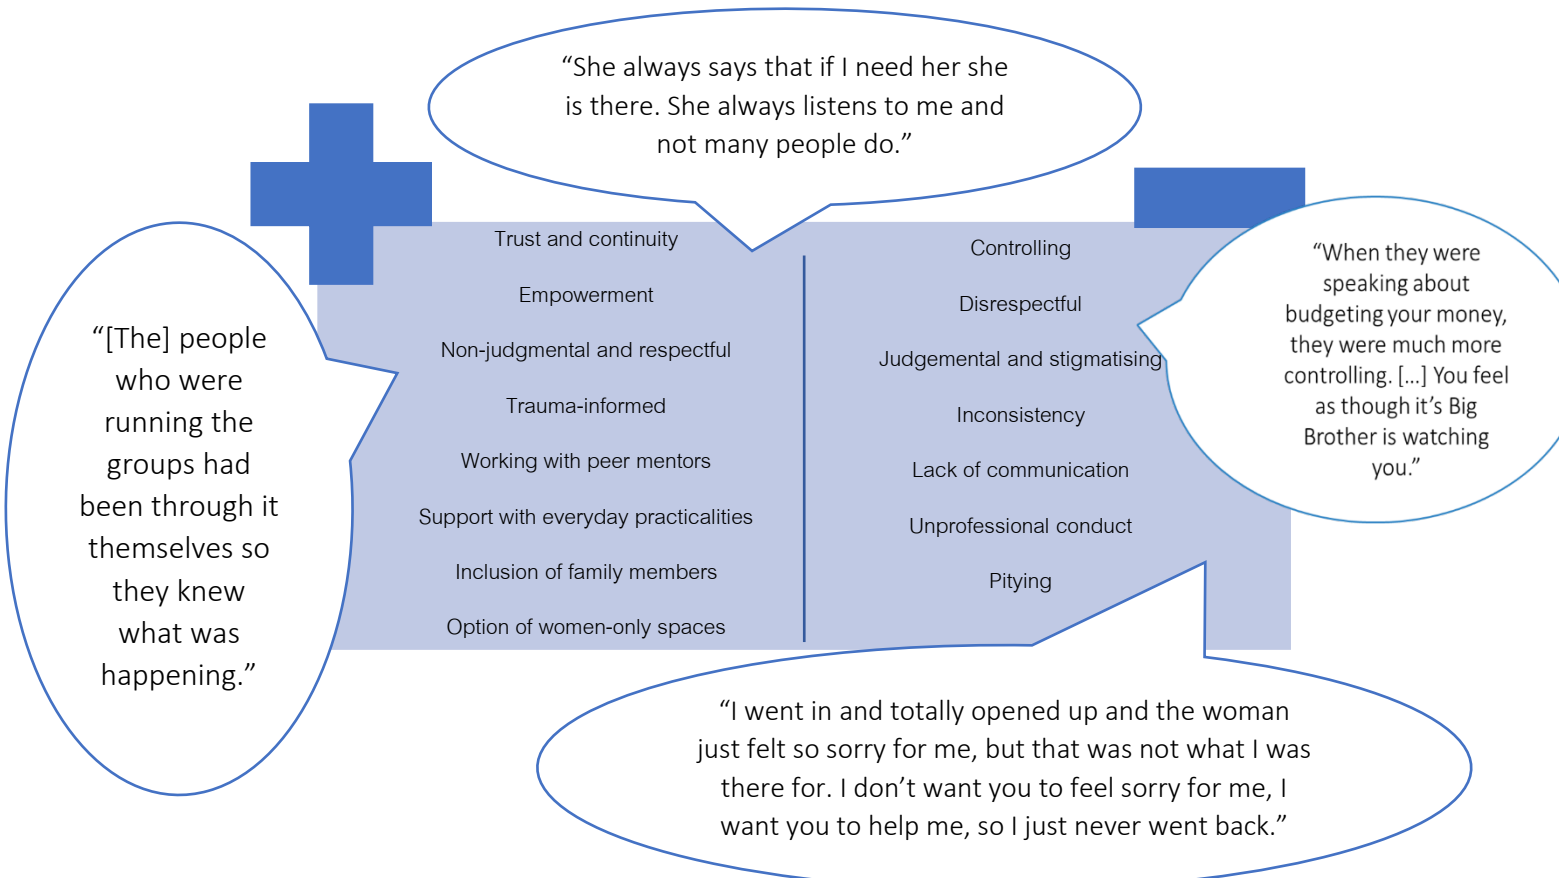 “She always says that if I need her she
is there. She always listens to me and
not many people do.”
“[The] people
who were
running the
groups had
been through it
themselves so
they knew
what was
happening.”
Trust and continuity
Empowerment
Non-judgmental and respectful
Trauma-informed
Working with peer mentors
Support with everyday practicalities
Inclusion of family members
Option of women-only spaces
Controlling
Disrespectful
Judgemental and stigmatising
Inconsistency
Lack of communication
Unprofessional conduct
Pitying
“When they were
speaking about
budgeting your money,
they were much more
controlling. […] You feel
as though it’s Big
Brother is watching
you.”
“I went in and totally opened up and the woman
just felt so sorry for me, but that was not what I was
there for. I don’t want you to feel sorry for me, I
want you to help me, so I just never went back.”